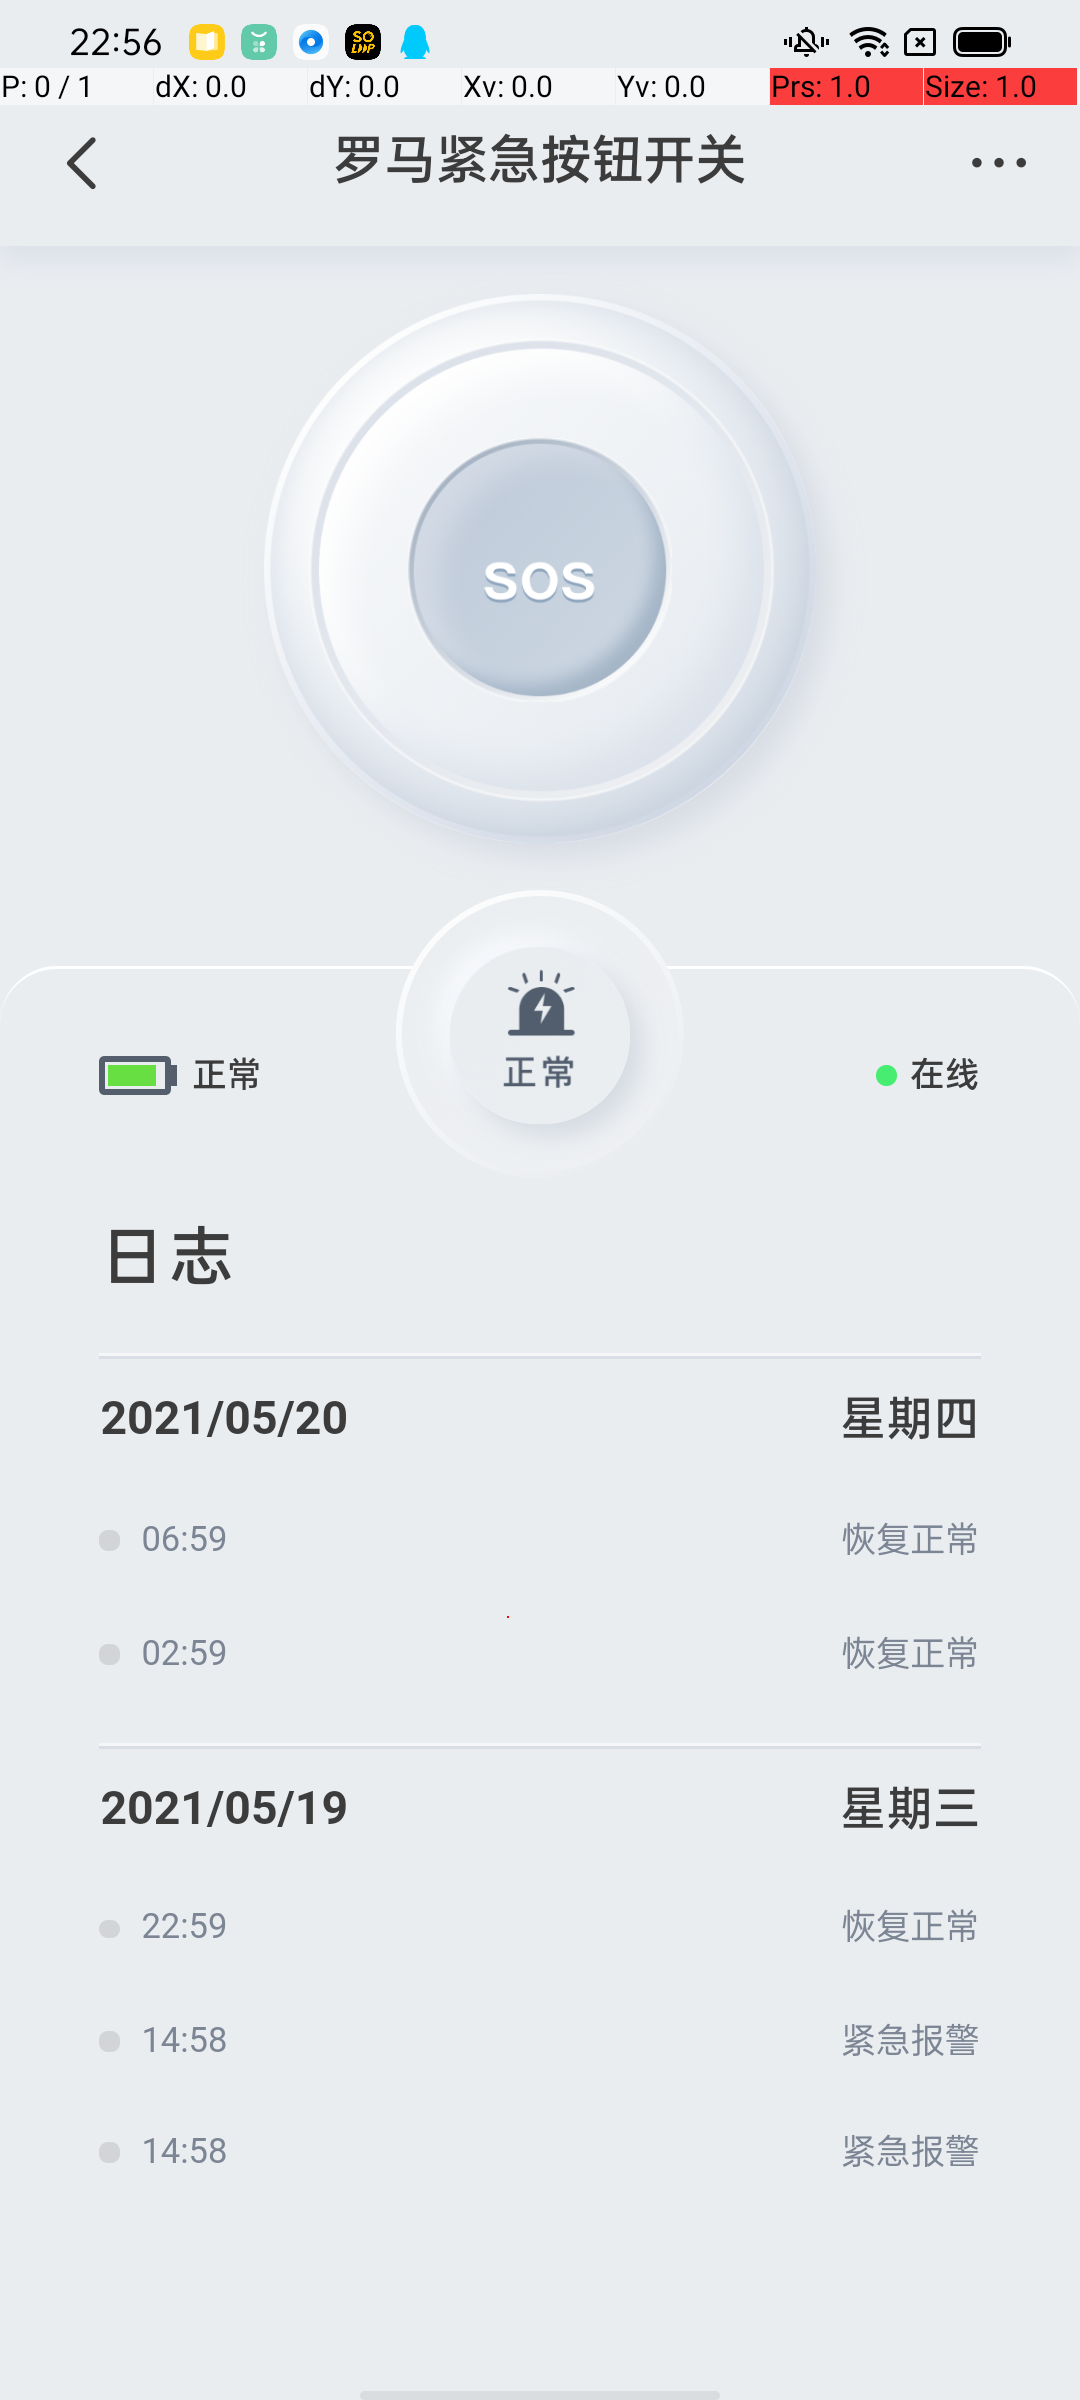 22:56
SO LOOP
P: 0 / 1 dX: 0.0 dY: 0.0 Xv: 0.0 Yv: 0.0 Prs: 1.0 Size: 1.0
罗马紧急按钮开关
SOS
正常
正常
在线
日志
2021/05/20 星期四
06:59 恢复正常
02:59 恢复正常
2021/05/19 星期三
22:59 恢复正常
14:58 紧急报警
14:58 紧急报警